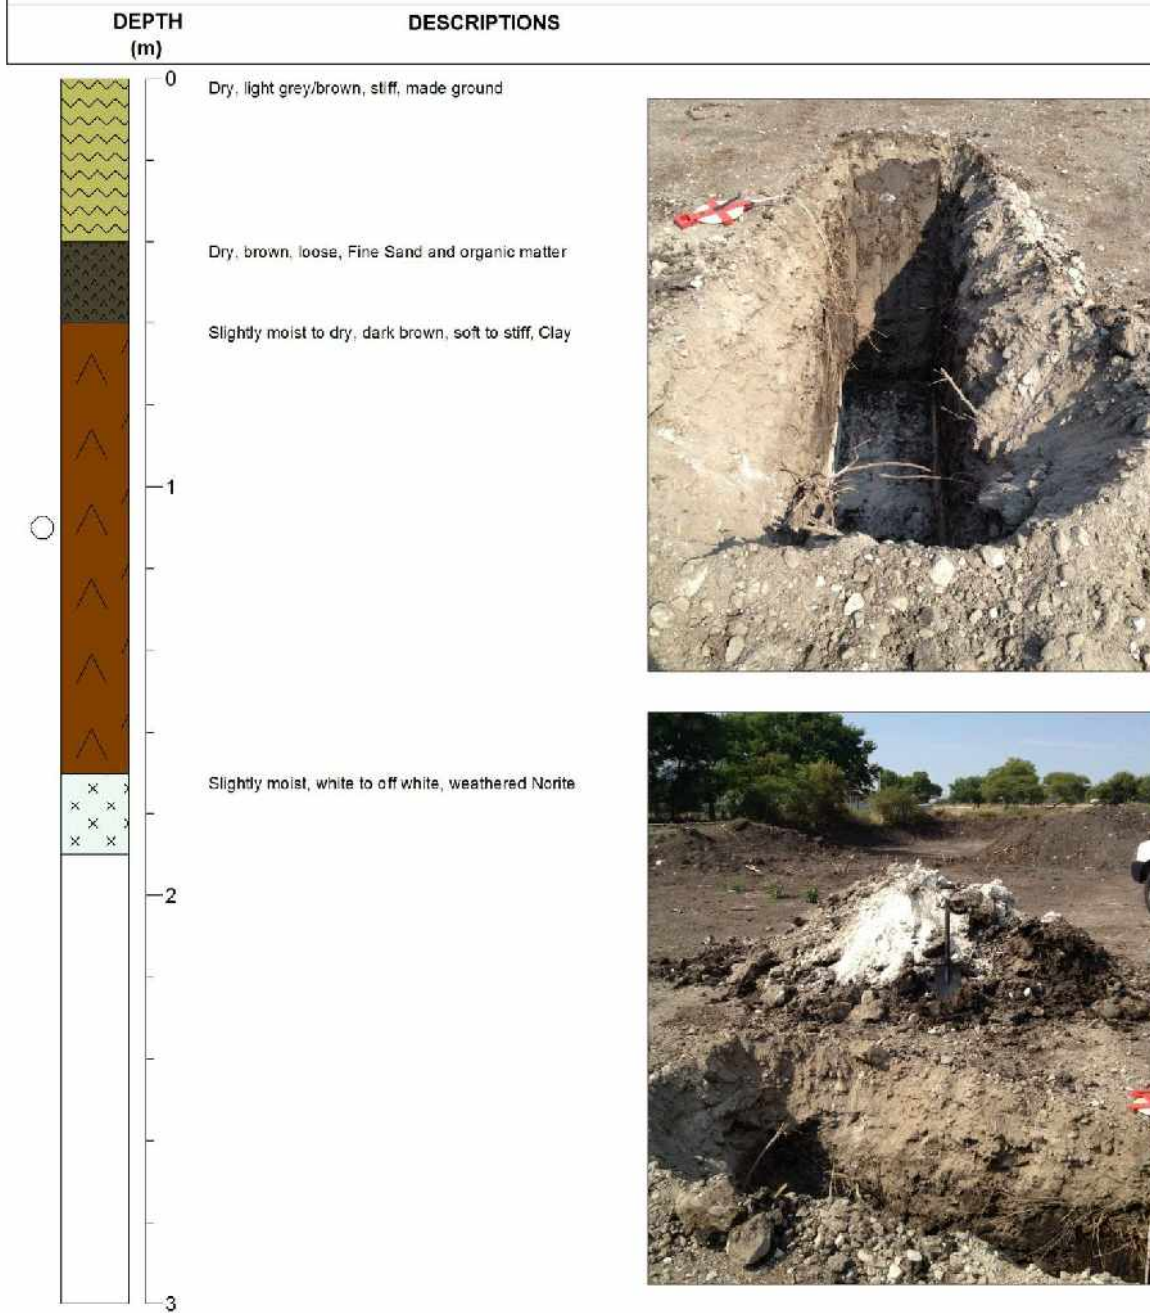 DEPTH
(m)
DESCRIPTIONS
0
Dry, light grey/brown, stiff, made ground
Dry, brown, loose, Fine Sand and organic matter
Slightly moist to dry, dark brown, soft to stiff, Clay
1
Slightly moist, white to off white, weathered Norite
2
3